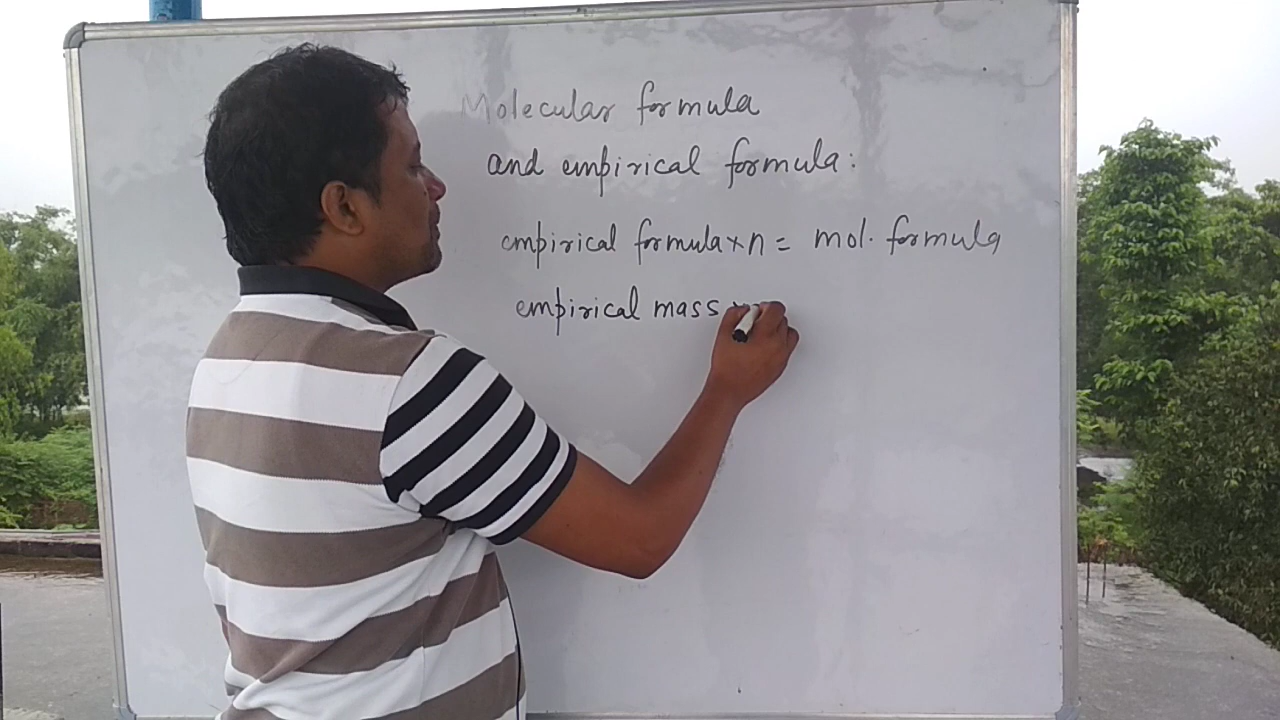 Molecular formula
and empirical formula:
empirical formula×n = mol. formula
empirical mass ×